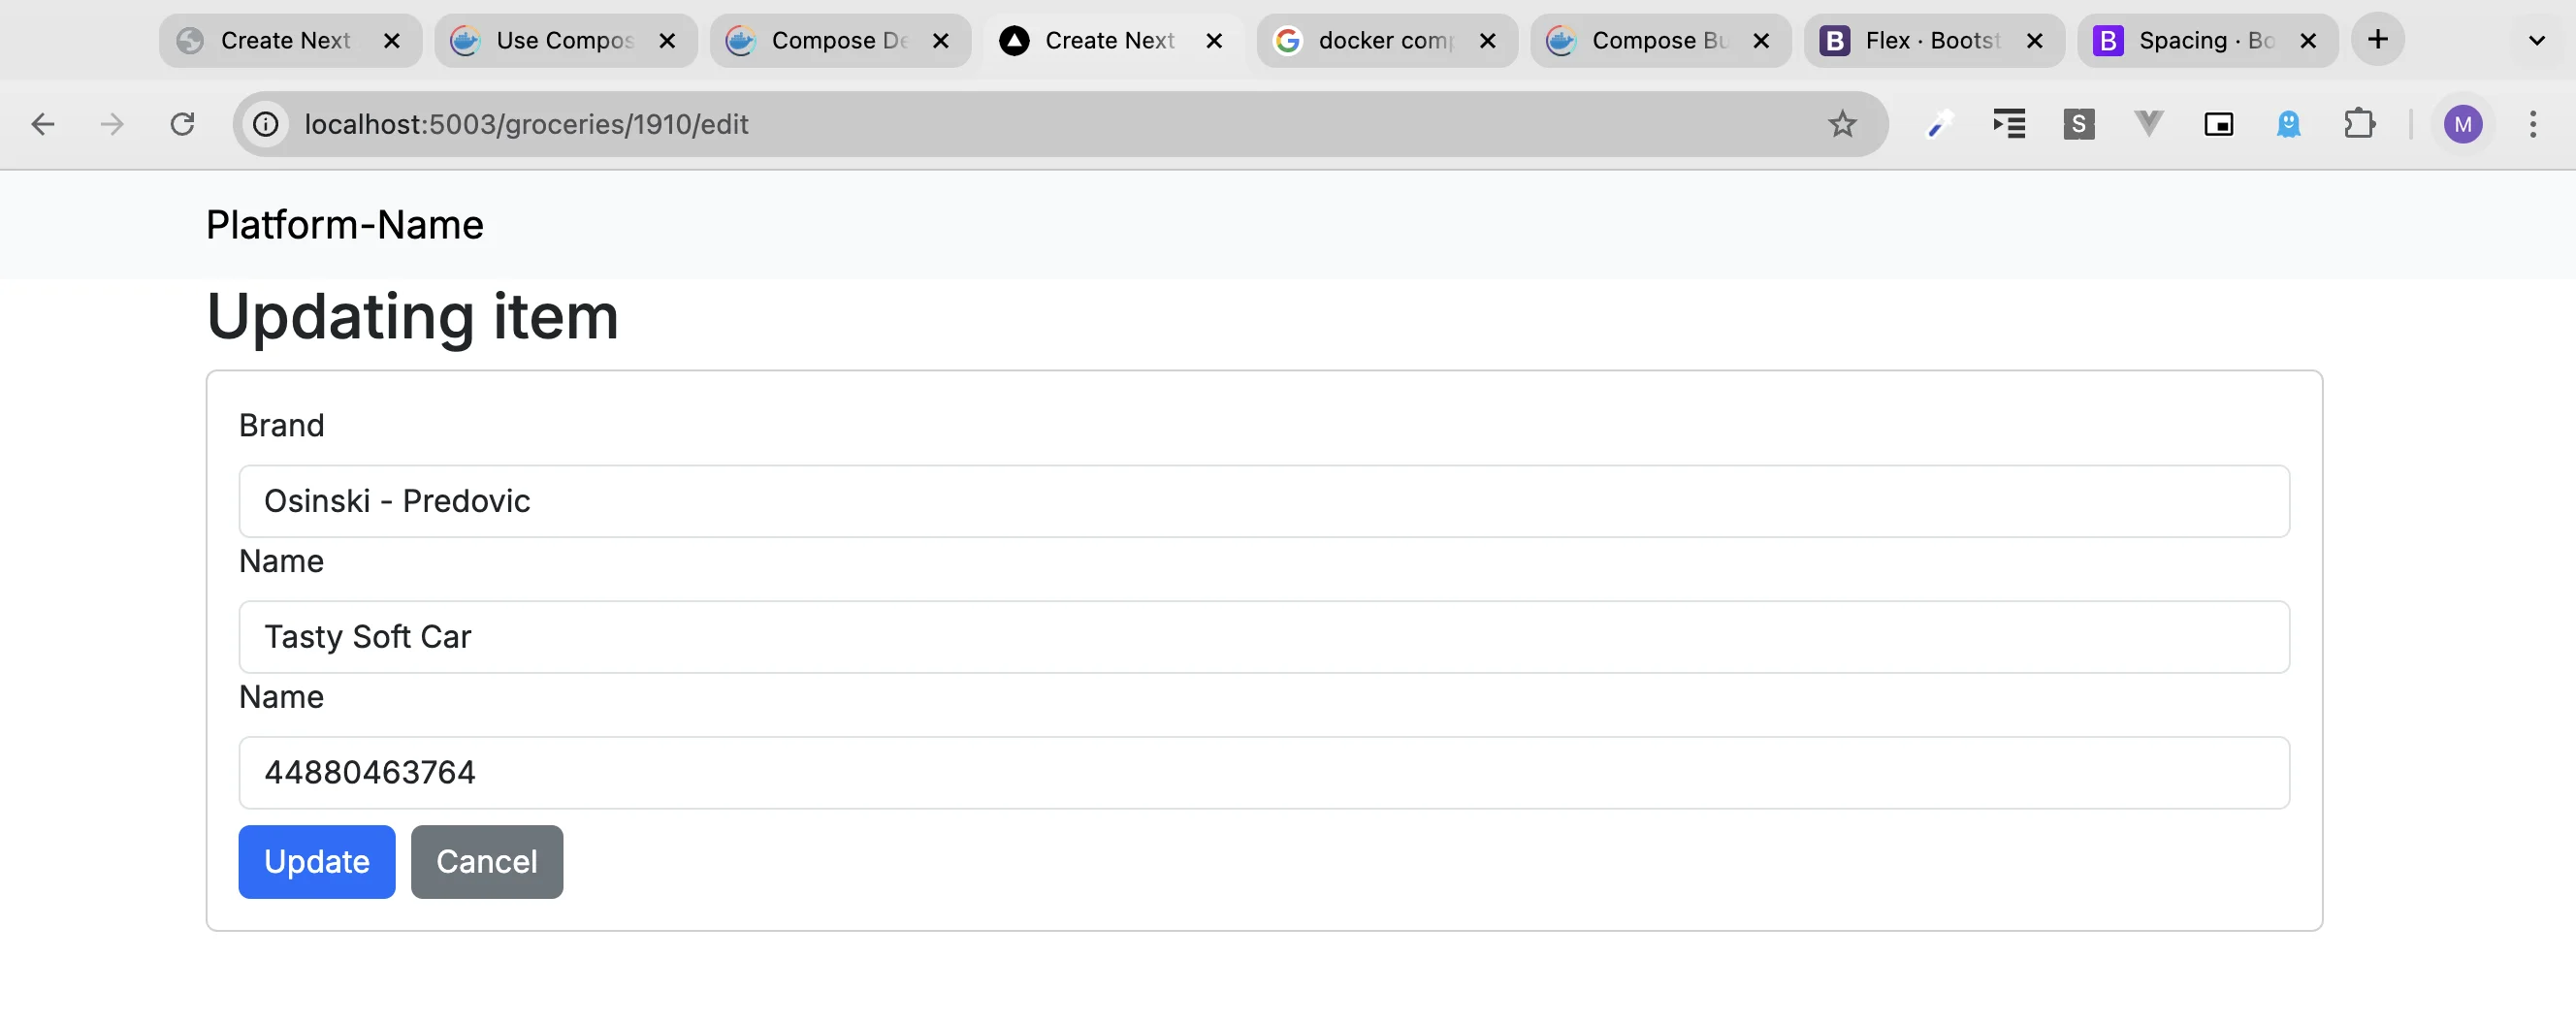 Create Next
Use Compos
Compose De
Create Next
docker comp
Compose Bu
Flex · Bootst
Spacing · Bo
localhost:5003/groceries/1910/edit
S
M
Platform-Name
Updating item
Brand
Osinski - Predovic
Name
Tasty Soft Car
Name
44880463764
Update Cancel